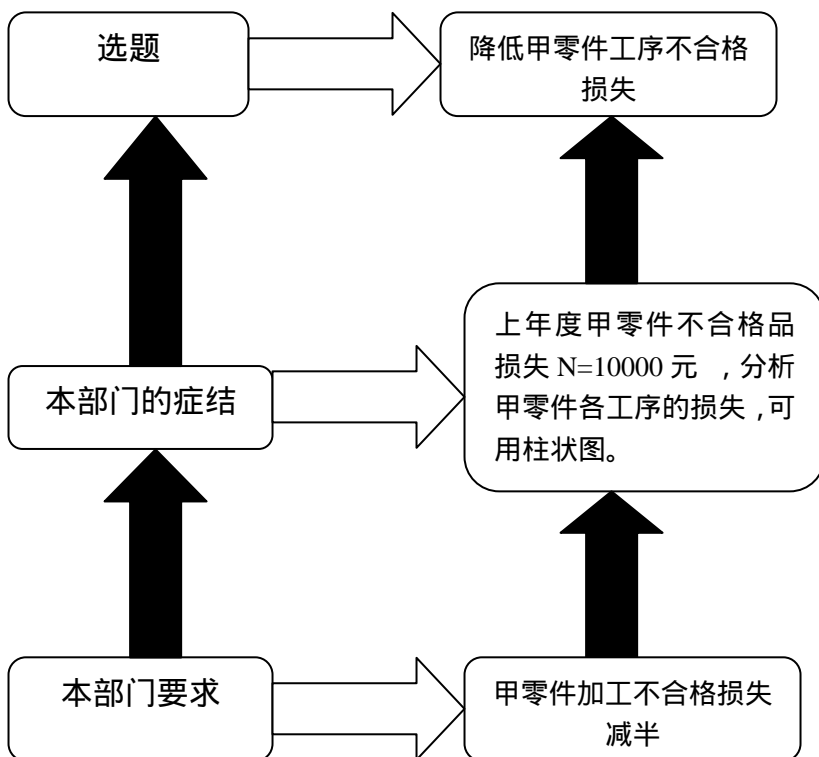 选题
降低甲零件工序不合格
损失
上年度甲零件不合格品
损失 N=10000 元 ，分析
甲零件各工序的损失，可
用柱状图。
本部门的症结
本部门要求
甲零件加工不合格损失
减半